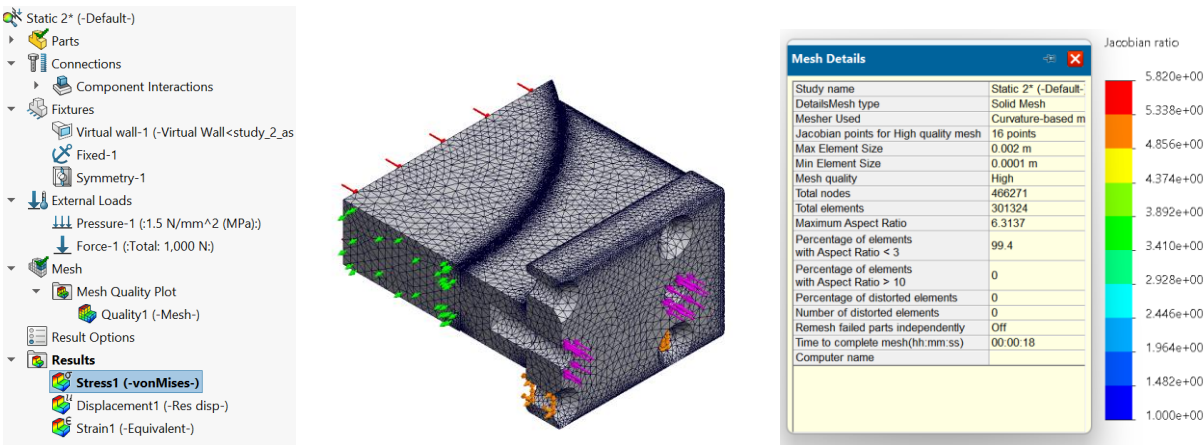 Static 2* (-Default-)
Parts
Connections
Component Interactions
Fixtures
Virtual wall-1 (-Virtual Wall<study_2_as
Fixed-1
Symmetry-1
External Loads
Pressure-1 (:1.5 N/mm^2 (MPa):)
Force-1 (:Total: 1,000 N:)
Mesh
Mesh Quality Plot
Quality1 (-Mesh-)
Result Options
Results
Stress1 (-vonMises-)
Displacement1 (-Res disp-)
Strain1 (-Equivalent-)
Mesh Details
Study name Static 2* (-Default-
DetailsMesh type Solid Mesh
Mesher Used Curvature-based m
Jacobian points for High quality mesh 16 points
Max Element Size 0.002 m
Min Element Size 0.0001 m
Mesh quality High
Total nodes 466271
Total elements 301324
Maximum Aspect Ratio 6.3137
Percentage of elements
with Aspect Ratio < 3 99.4
Percentage of elements
with Aspect Ratio > 10 0
Percentage of distorted elements 0
Number of distorted elements 0
Remesh failed parts independently Off
Time to complete mesh(hh:mm:ss) 00:00:18
Computer name
Jacobian ratio
5.820e+00
5.338e+00
4.856e+00
4.374e+00
3.892e+00
3.410e+00
2.928e+00
2.446e+00
1.964e+00
1.482e+00
1.000e+00